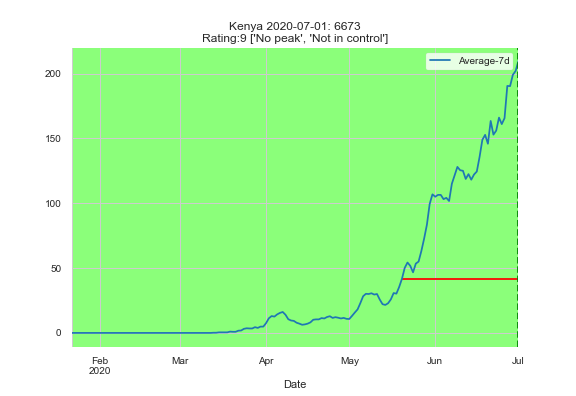 Kenya 2020-07-01: 6673
Rating:9 ['No peak', 'Not in control']
Average-7d
200
150
100
50
0
Feb
2020
Mar
Apr
May
Jun
Jul
Date